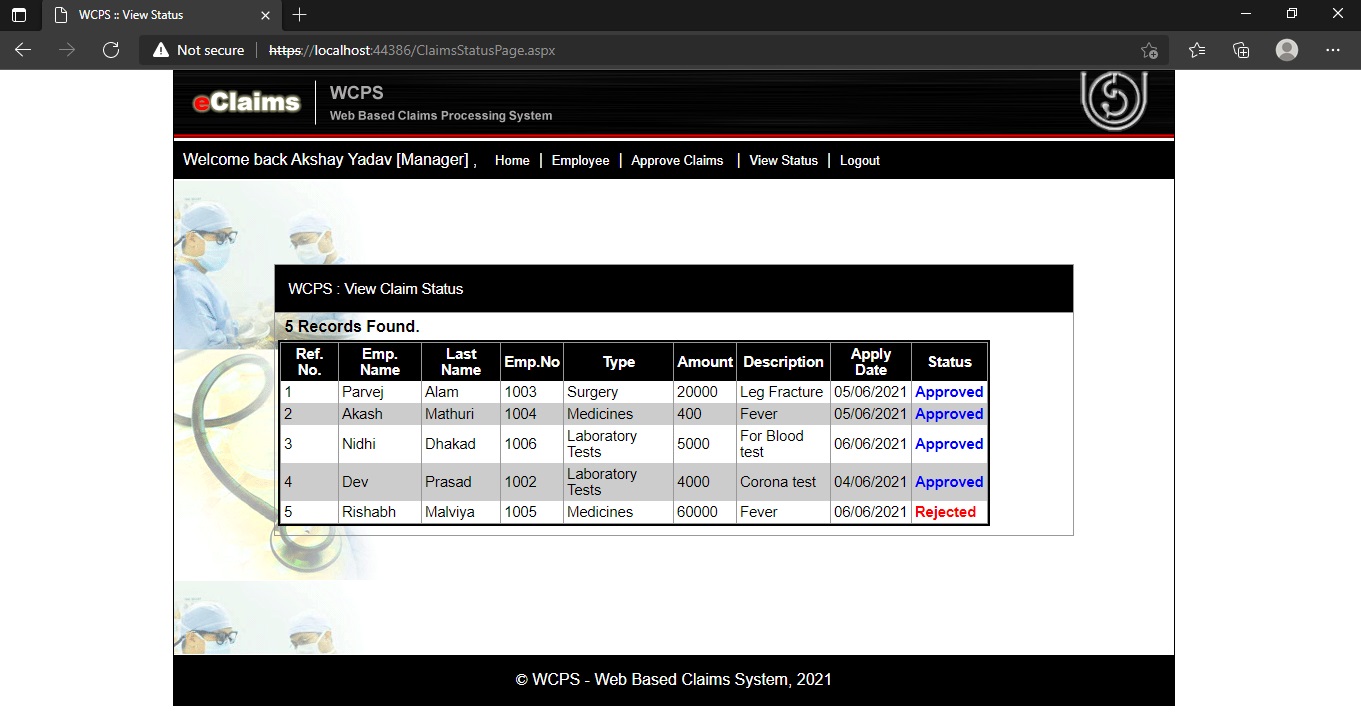 WCPS :: View Status
Not secure https://localhost:44386/ClaimsStatusPage.aspx
eClaims
WCPS
Web Based Claims Processing System
Welcome back Akshay Yadav [Manager] , Home | Employee | Approve Claims | View Status | Logout
WCPS : View Claim Status
5 Records Found.
Ref. No. Emp. Name Last Name Emp.No Type Amount Description Apply Date Status
1 Parvej Alam 1003 Surgery 20000 Leg Fracture 05/06/2021 Approved
2 Akash Mathuri 1004 Medicines 400 Fever 05/06/2021 Approved
3 Nidhi Dhakad 1006 Laboratory Tests 5000 For Blood test 06/06/2021 Approved
4 Dev Prasad 1002 Laboratory Tests 4000 Corona test 04/06/2021 Approved
5 Rishabh Malviya 1005 Medicines 60000 Fever 06/06/2021 Rejected
© WCPS - Web Based Claims System, 2021